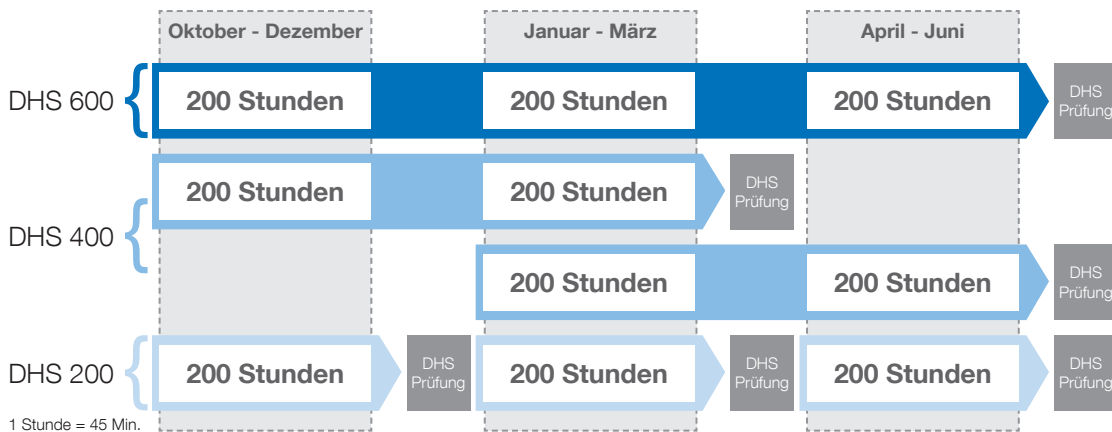 Oktober - Dezember
Januar - März
April - Juni
DHS 600
200 Stunden
200 Stunden
200 Stunden
DHS
Prüfung
DHS 400
200 Stunden
200 Stunden
DHS
Prüfung
200 Stunden
200 Stunden
DHS
Prüfung
DHS 200
200 Stunden
DHS
Prüfung
200 Stunden
DHS
Prüfung
200 Stunden
DHS
Prüfung
1 Stunde = 45 Min.